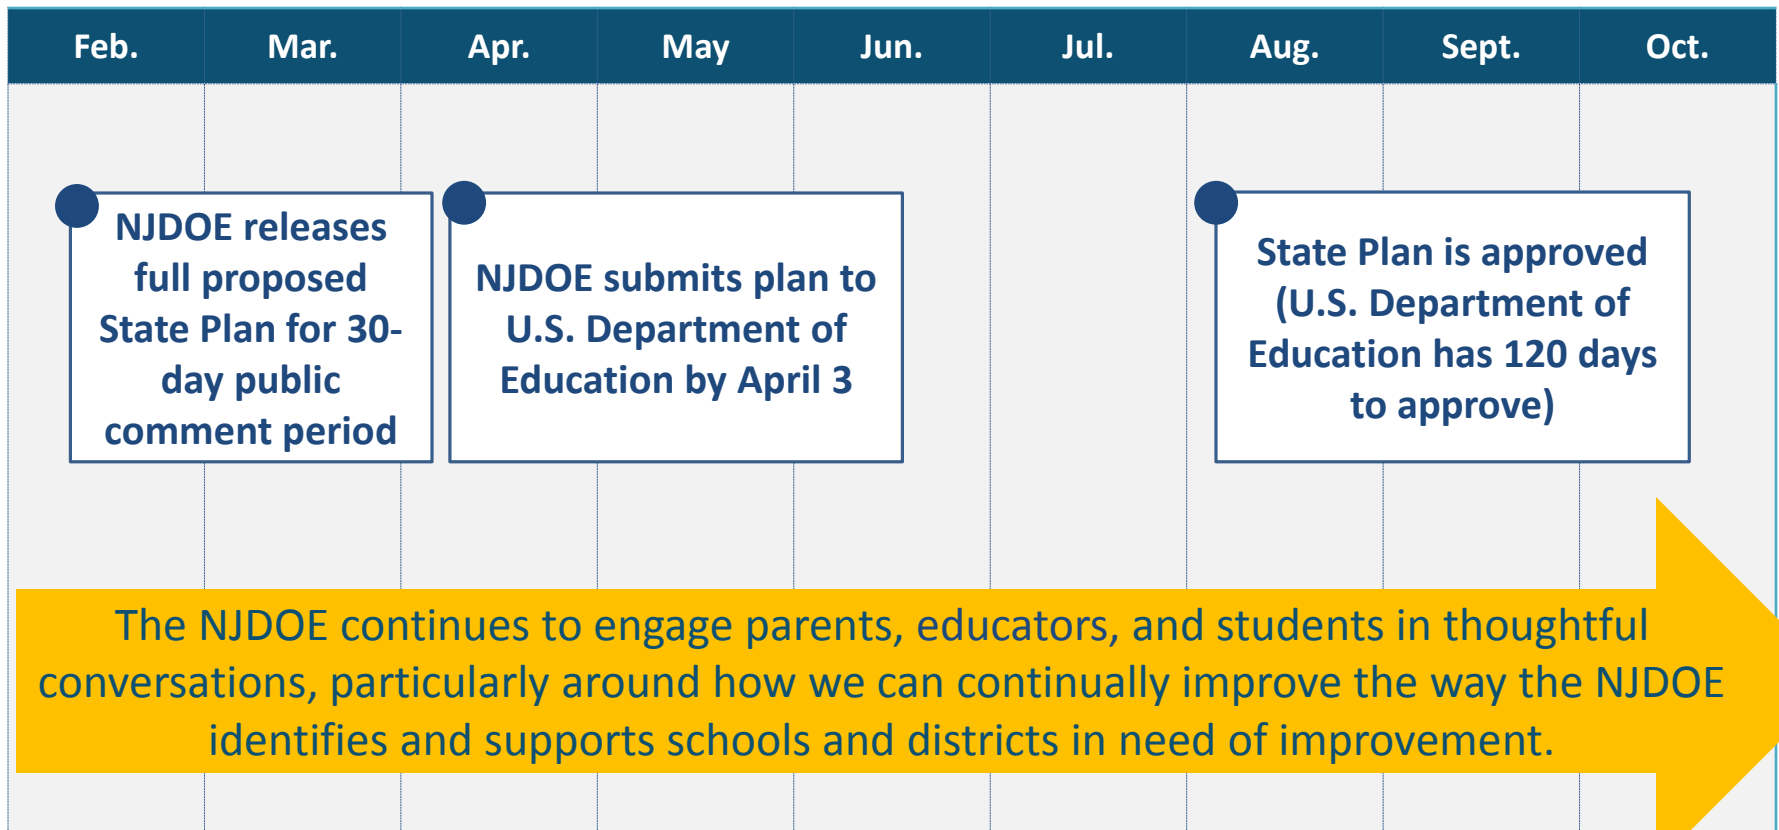 Feb. Mar. Apr. May Jun. Jul. Aug. Sept. Oct.
NJDOE releases
full proposed
State Plan for 30-
day public
comment period
NJDOE submits plan to
U.S. Department of
Education by April 3
State Plan is approved
(U.S. Department of
Education has 120 days
to approve)
The NJDOE continues to engage parents, educators, and students in thoughtful
conversations, particularly around how we can continually improve the way the NJDOE
identifies and supports schools and districts in need of improvement.